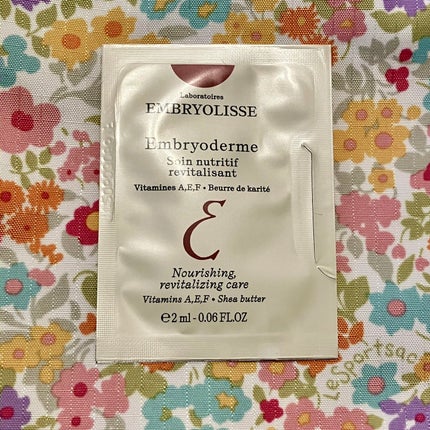 Laboratoires
EMBRYOLISSE
Embryoderme
Soin nutritif
revitalisant
Vitamines A,E,F • Beurre de karité
ε
Nourishing,
revitalizing care
Vitamins A,E,F • Shea butter
e2 ml - 0.06 FL.OZ
LeSportsac